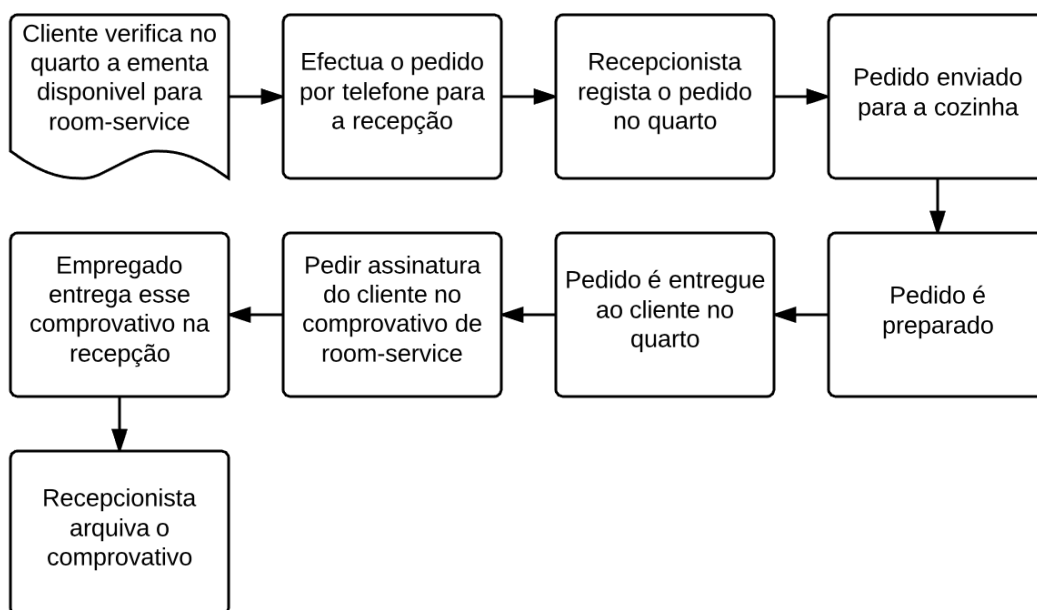 Cliente verifica no
quarto a ementa
disponivel para
room-service
Efectua o pedido
por telefone para
a recepção
Recepcionista
regista o pedido
no quarto
Pedido enviado
para a cozinha
Pedido é
preparado
Pedido é entregue
ao cliente no
quarto
Pedir assinatura
do cliente no
comprovativo de
room-service
Empregado
entrega esse
comprovativo na
recepção
Recepcionista
arquiva o
comprovativo